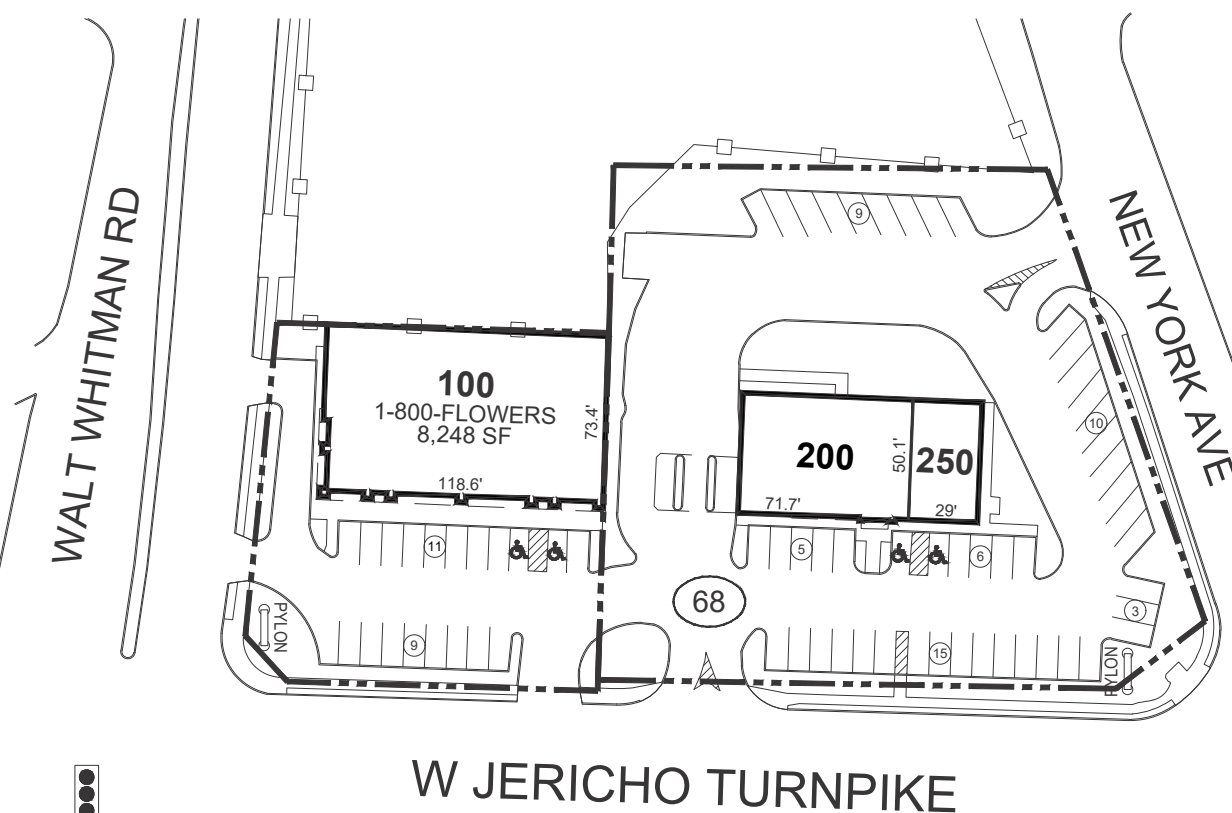 WALT WHITMAN RD
NEW YORK AVE
9
100
1-800-FLOWERS
8,248 SF
73.4'
118.6'
200
50.1'
250
71.7'
29'
10
11
5
6
68
3
PYLON
9
15
PYLON
W JERICHO TURNPIKE